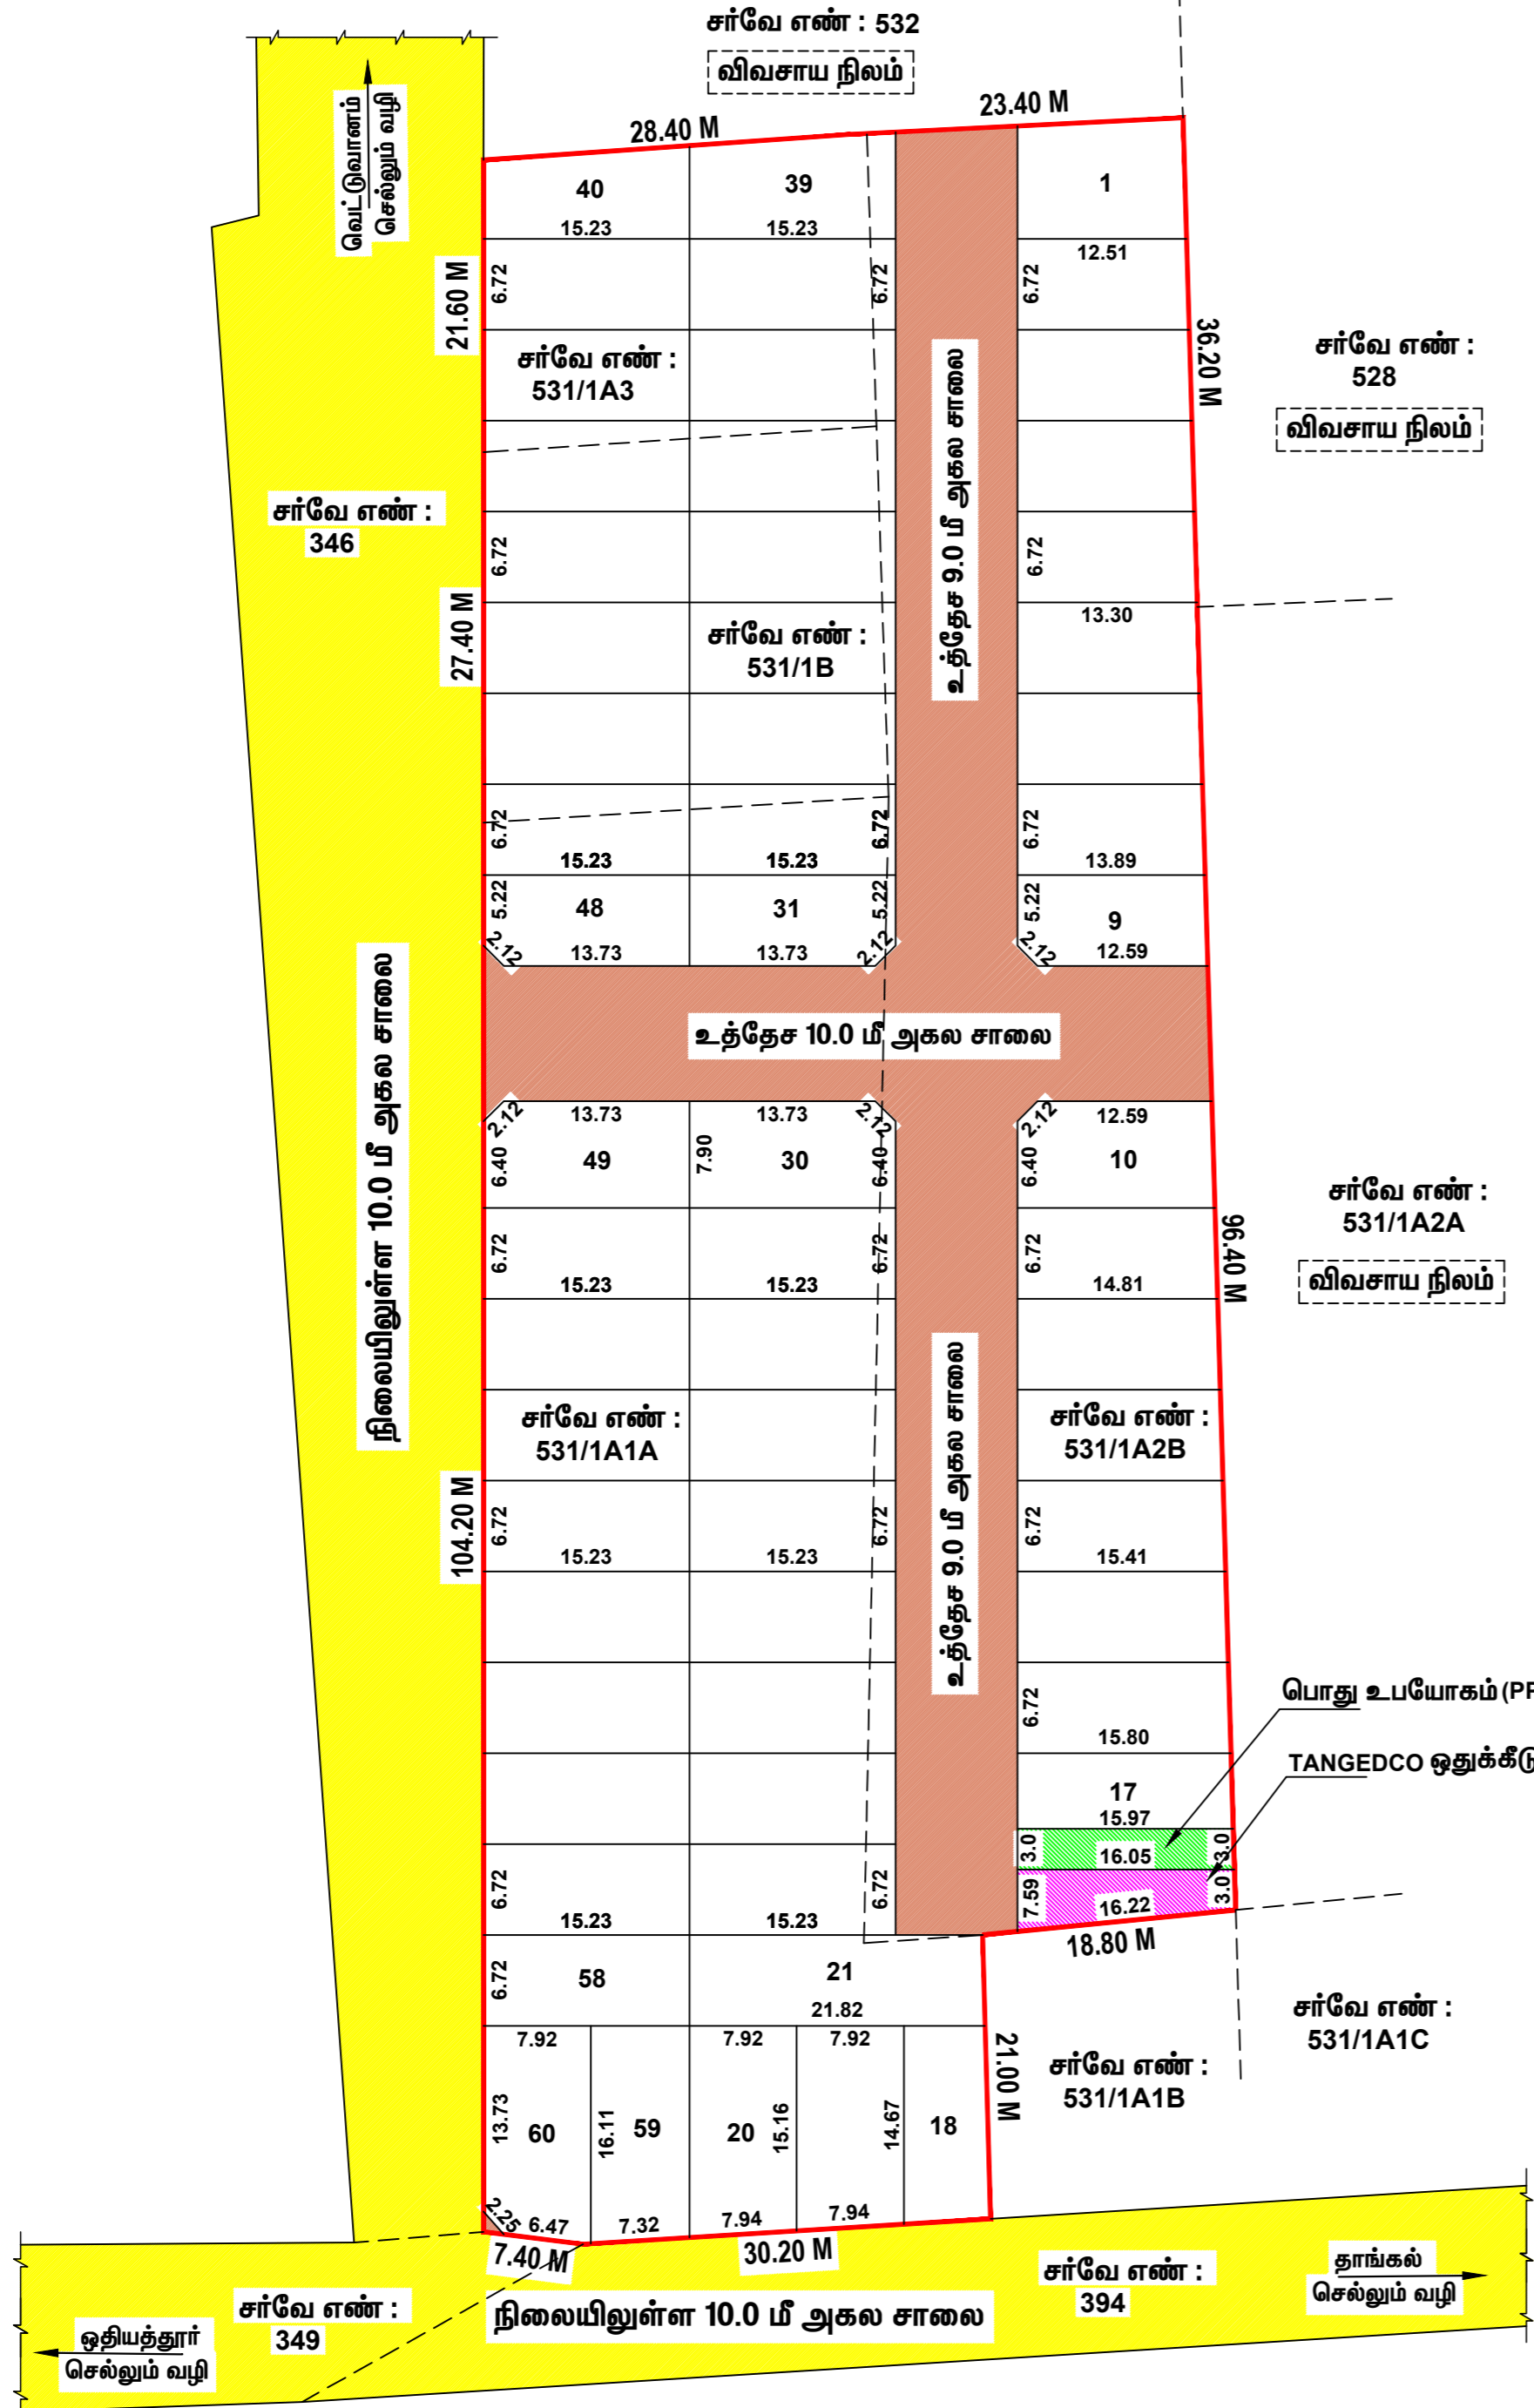 சர்வே எண் : 532
விவசாய நிலம்
வெட்டுவானம்
செல்லும் வழி
28.40 M
23.40 M
40
39
1
15.23
15.23
12.51
21.60 M
6.72
6.72
6.72
36.20 M
சர்வே எண் :
531/1A3
சர்வே எண் :
528
விவசாய நிலம்
உத்தேச 9.0 மீ அகல சாலை
சர்வே எண் :
346
6.72
6.72
27.40 M
சர்வே எண் :
531/1B
13.30
6.72
6.72
6.72
15.23
15.23
13.89
5.22
48
31
5.22
5.22
9
2.12
13.73
13.73
2.12
2.12
12.59
நிலையிலுள்ள 10.0 மீ அகல சாலை
உத்தேச 10.0 மீ அகல சாலை
2.12
13.73
13.73
2.12
2.12
12.59
6.40
49
7.90
30
6.40
6.40
10
சர்வே எண் :
531/1A2A
விவசாய நிலம்
6.72
6.72
6.72
96.40 M
15.23
15.23
14.81
சர்வே எண் :
531/1A1A
உத்தேச 9.0 மீ அகல சாலை
சர்வே எண் :
531/1A2B
104.20 M
6.72
6.72
6.72
15.23
15.23
15.41
6.72
15.80
பொது உபயோகம் (PP
TANGEDCO ஒதுக்கீடு
17
15.97
3.0
16.05
3.0
6.72
6.72
7.59
16.22
3.0
15.23
15.23
18.80 M
6.72
58
21
21.82
7.92
7.92
7.92
21.00 M
சர்வே எண் :
531/1A1B
சர்வே எண் :
531/1A1C
13.73
60
16.11
59
20
15.16
14.67
18
2.25
6.47
7.32
7.94
7.94
7.40 M
30.20 M
சர்வே எண் :
349
நிலையிலுள்ள 10.0 மீ அகல சாலை
சர்வே எண் :
394
தாங்கல்
செல்லும் வழி
ஒதியத்தூர்
செல்லும் வழி